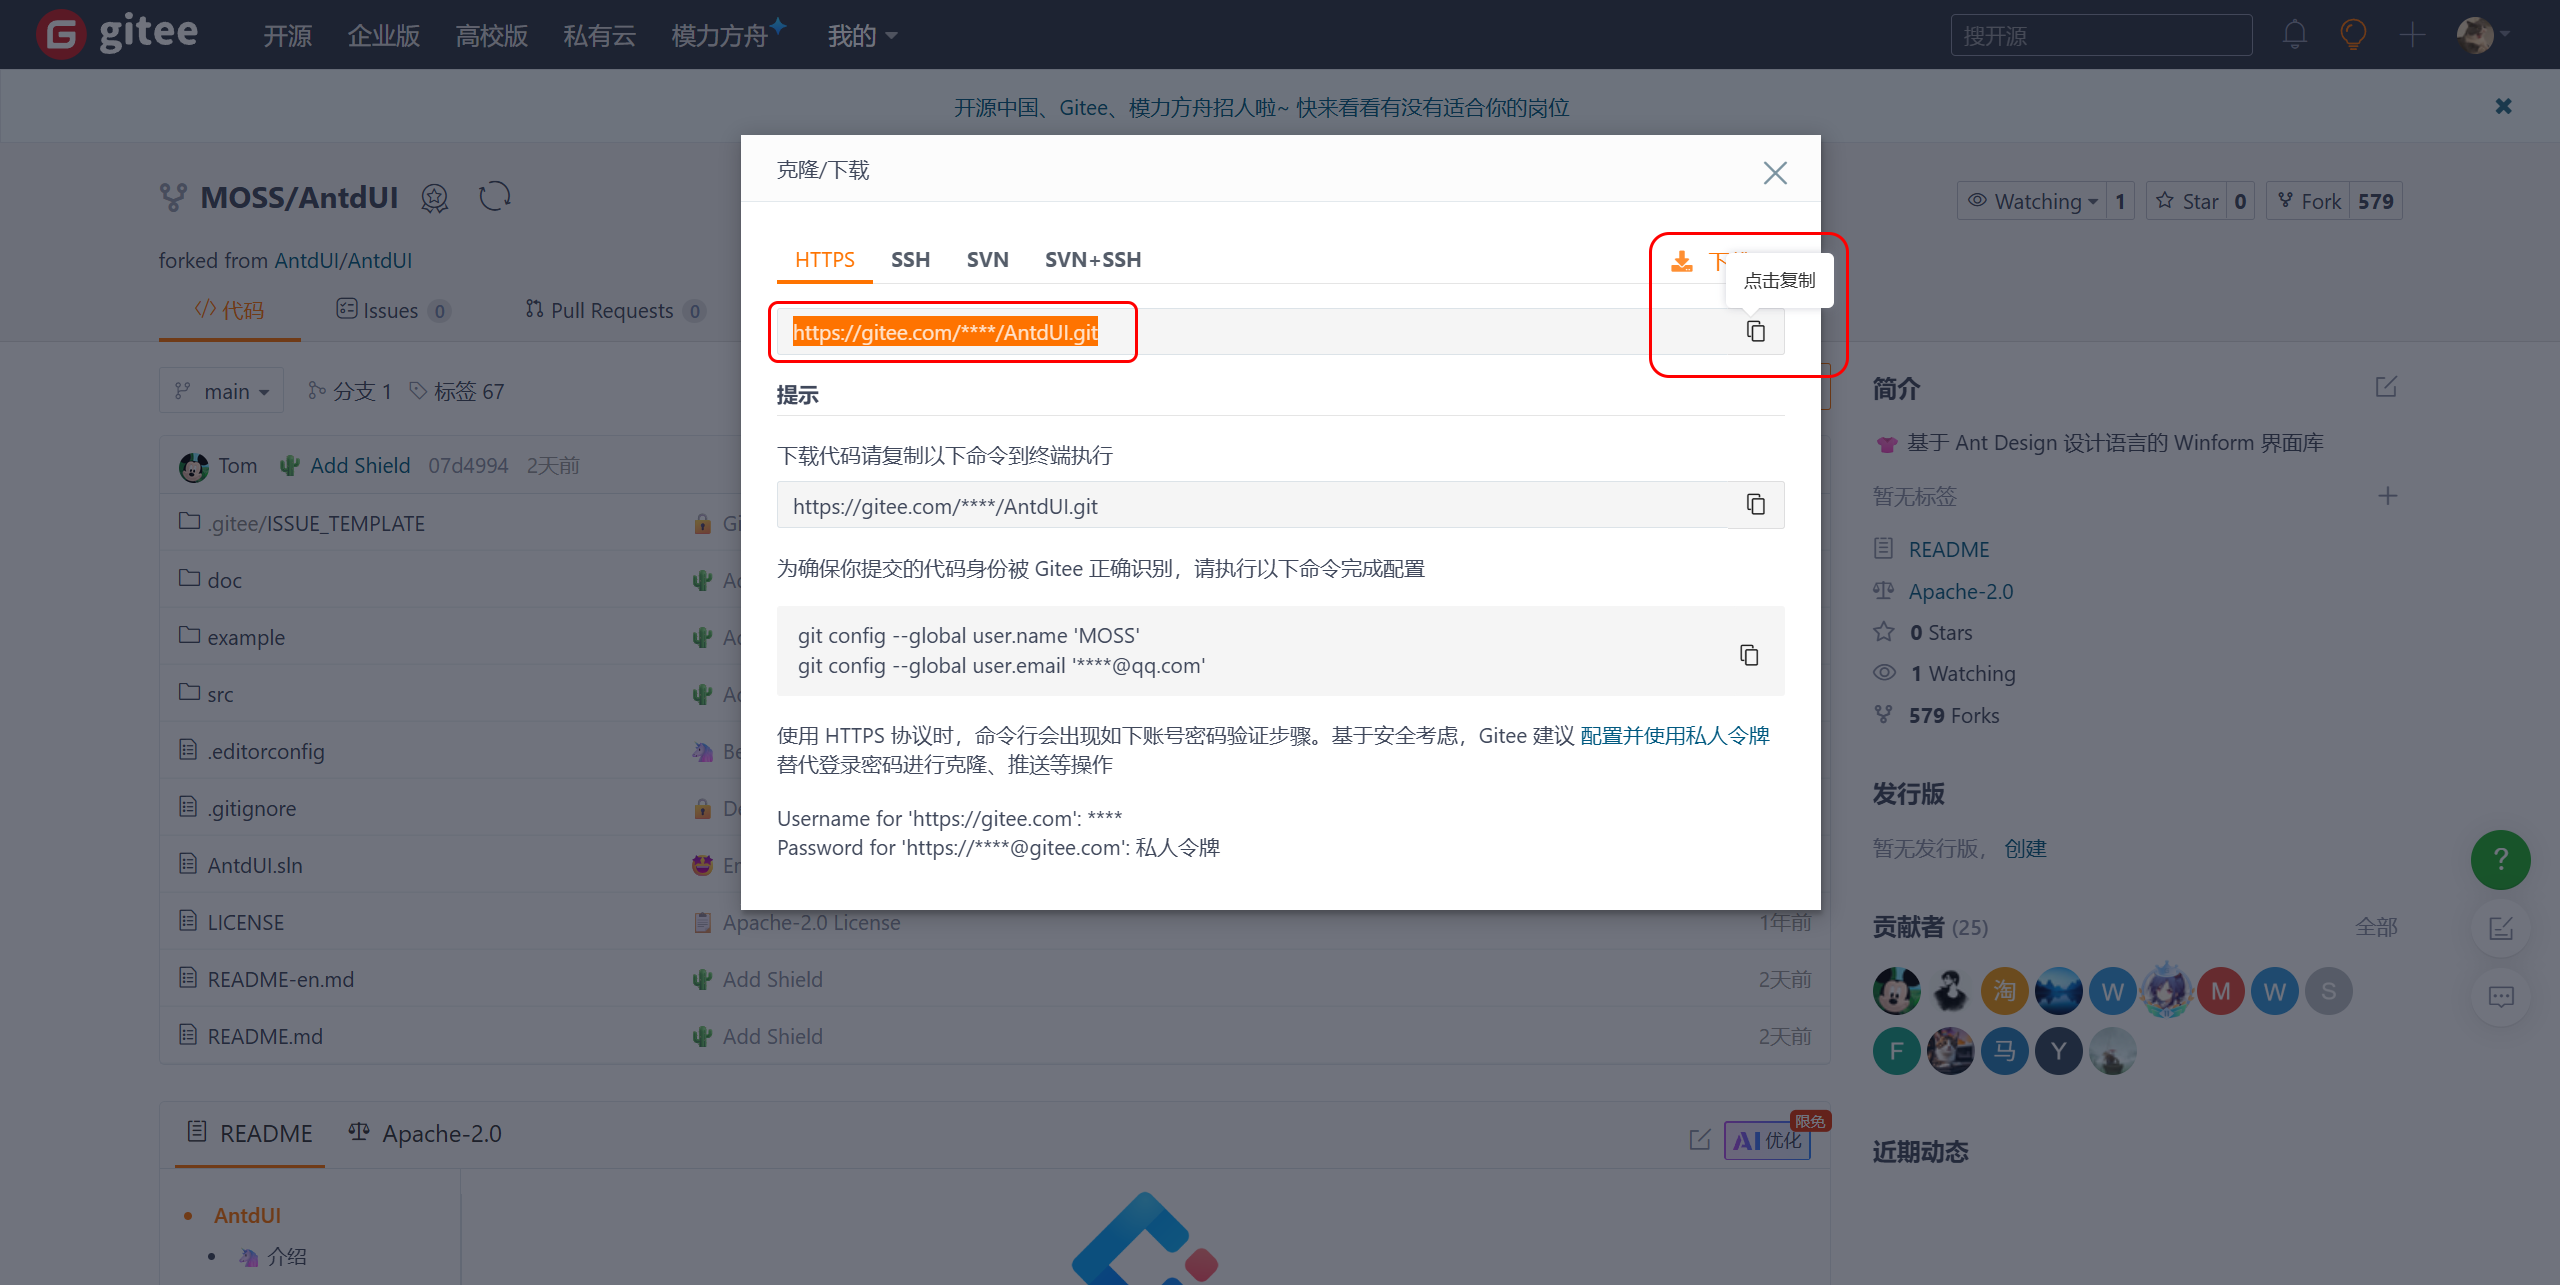 gitee 开源 企业版 高校版 私有云 模力方舟 我的 搜开源
开源中国、Gitee、模力方舟招人啦~ 快来看看有没有适合你的岗位
MOSS/AntdUI
Watching 1 Star 0 Fork 579
forked from AntdUI/AntdUI
代码 Issues 0 Pull Requests 0
main 分支 1 标签 67
Tom Add Shield 07d4994 2天前
.gitee/ISSUE_TEMPLATE
doc
example
src
.editorconfig
.gitignore
AntdUI.sln
LICENSE Apache-2.0 License 1年前
README-en.md Add Shield 2天前
README.md Add Shield 2天前
README Apache-2.0 AI 优化 限免
AntdUI
介绍
克隆/下载
HTTPS SSH SVN SVN+SSH
点击复制
https://gitee.com/****/AntdUI.git
提示
下载代码请复制以下命令到终端执行
https://gitee.com/****/AntdUI.git
为确保你提交的代码身份被 Gitee 正确识别，请执行以下命令完成配置
git config --global user.name 'MOSS'
git config --global user.email '****@qq.com'
使用 HTTPS 协议时，命令行会出现如下账号密码验证步骤。基于安全考虑，Gitee 建议 配置并使用私人令牌
替代登录密码进行克隆、推送等操作
Username for 'https://gitee.com': ****
Password for 'https://****@gitee.com': 私人令牌
简介
基于 Ant Design 设计语言的 Winform 界面库
暂无标签
README
Apache-2.0
0 Stars
1 Watching
579 Forks
发行版
暂无发行版，创建
贡献者 (25) 全部
淘 W M W S
F 马 Y
近期动态
?